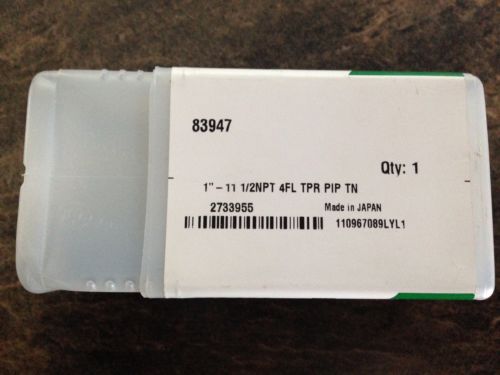 83947
Qty: 1
1"- 11 1/2NPT 4FL TPR PIP TN
2733955 Made in JAPAN
110967089LYL1